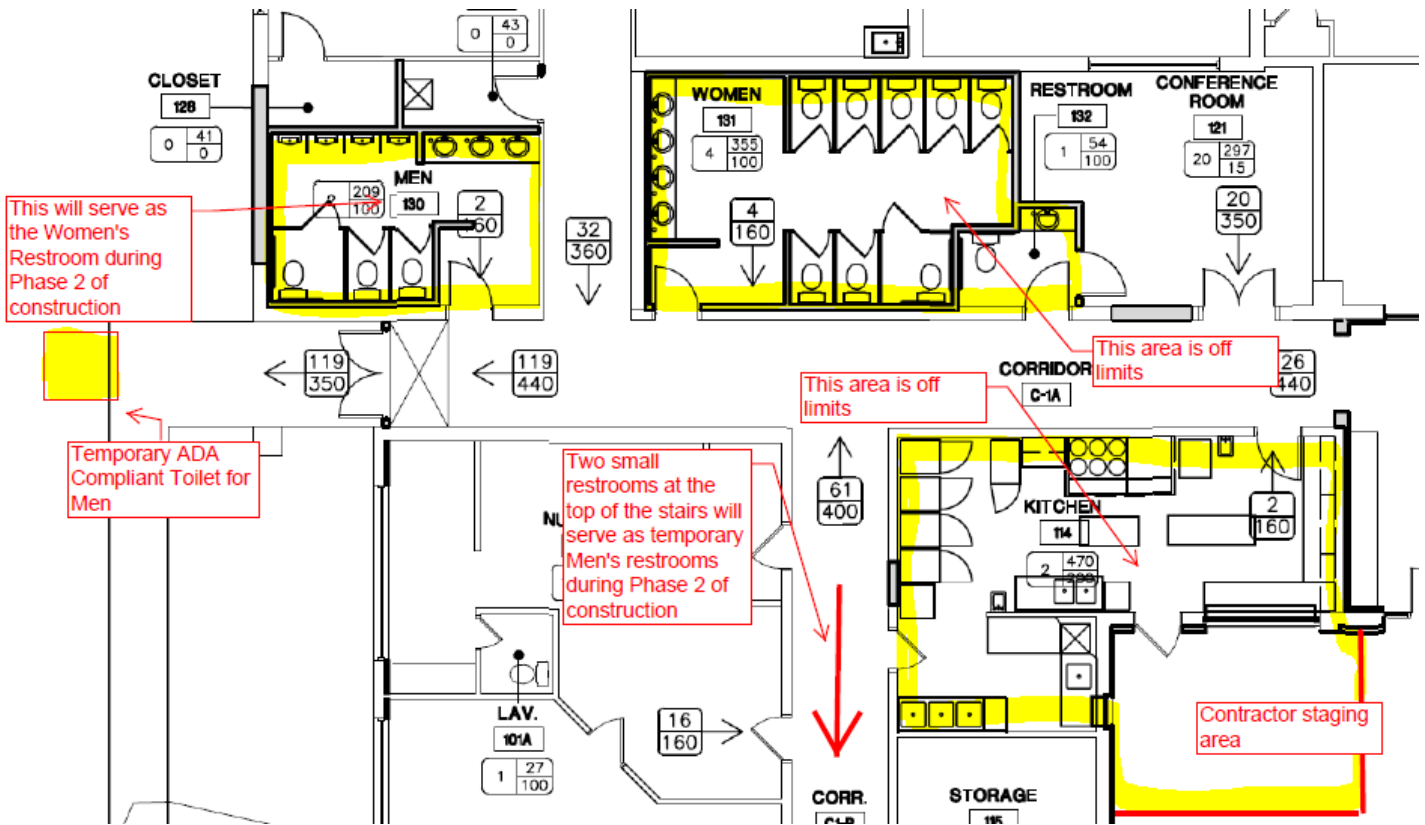 0 43
0
CLOSET
128
0 41
0
MEN
130
2 209
100
2
160
32
360
WOMEN
131
4 355
100
4
160
RESTROOM
132
1 54
100
CONFERENCE
ROOM
121
20 297
15
20
350
This will serve as
the Women's
Restroom during
Phase 2 of
construction
119
350
119
440
CORRIDOR
C-1A
This area is off
limits
This area is off
limits
26
440
Temporary ADA
Compliant Toilet for
Men
Two small
restrooms at the
top of the stairs will
serve as temporary
Men's restrooms
during Phase 2 of
construction
61
400
KITCHEN
114
2 470
2
160
LAV.
101A
1 27
100
16
160
Contractor staging
area
CORR.
STORAGE
115